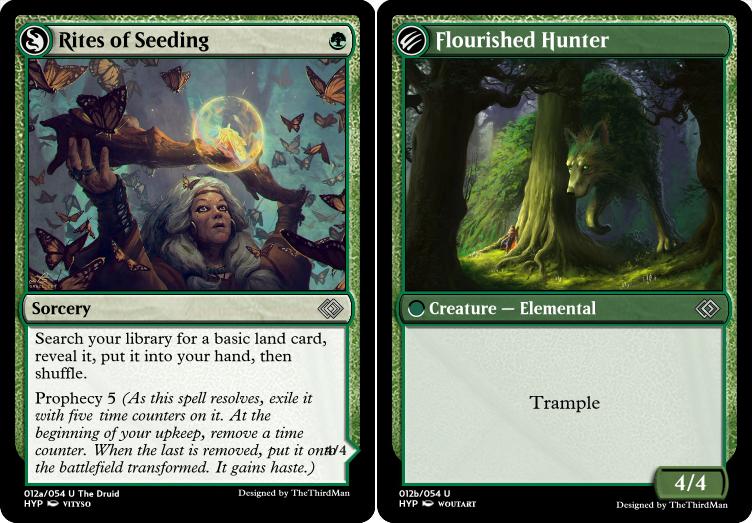 Rites of Seeding
Sorcery
Search your library for a basic land card,
reveal it, put it into your hand, then
shuffle.
Prophecy 5 (As this spell resolves, exile it
with five time counters on it. At the
beginning of your upkeep, remove a time
counter. When the last is removed, put it onto
the battlefield transformed. It gains haste.)
4/4
012a/054 U The Druid
HYP VITYSO
Designed by TheThirdMan
Flourished Hunter
Creature — Elemental
Trample
4/4
012b/054 U
HYP WOUTART
Designed by TheThirdMan